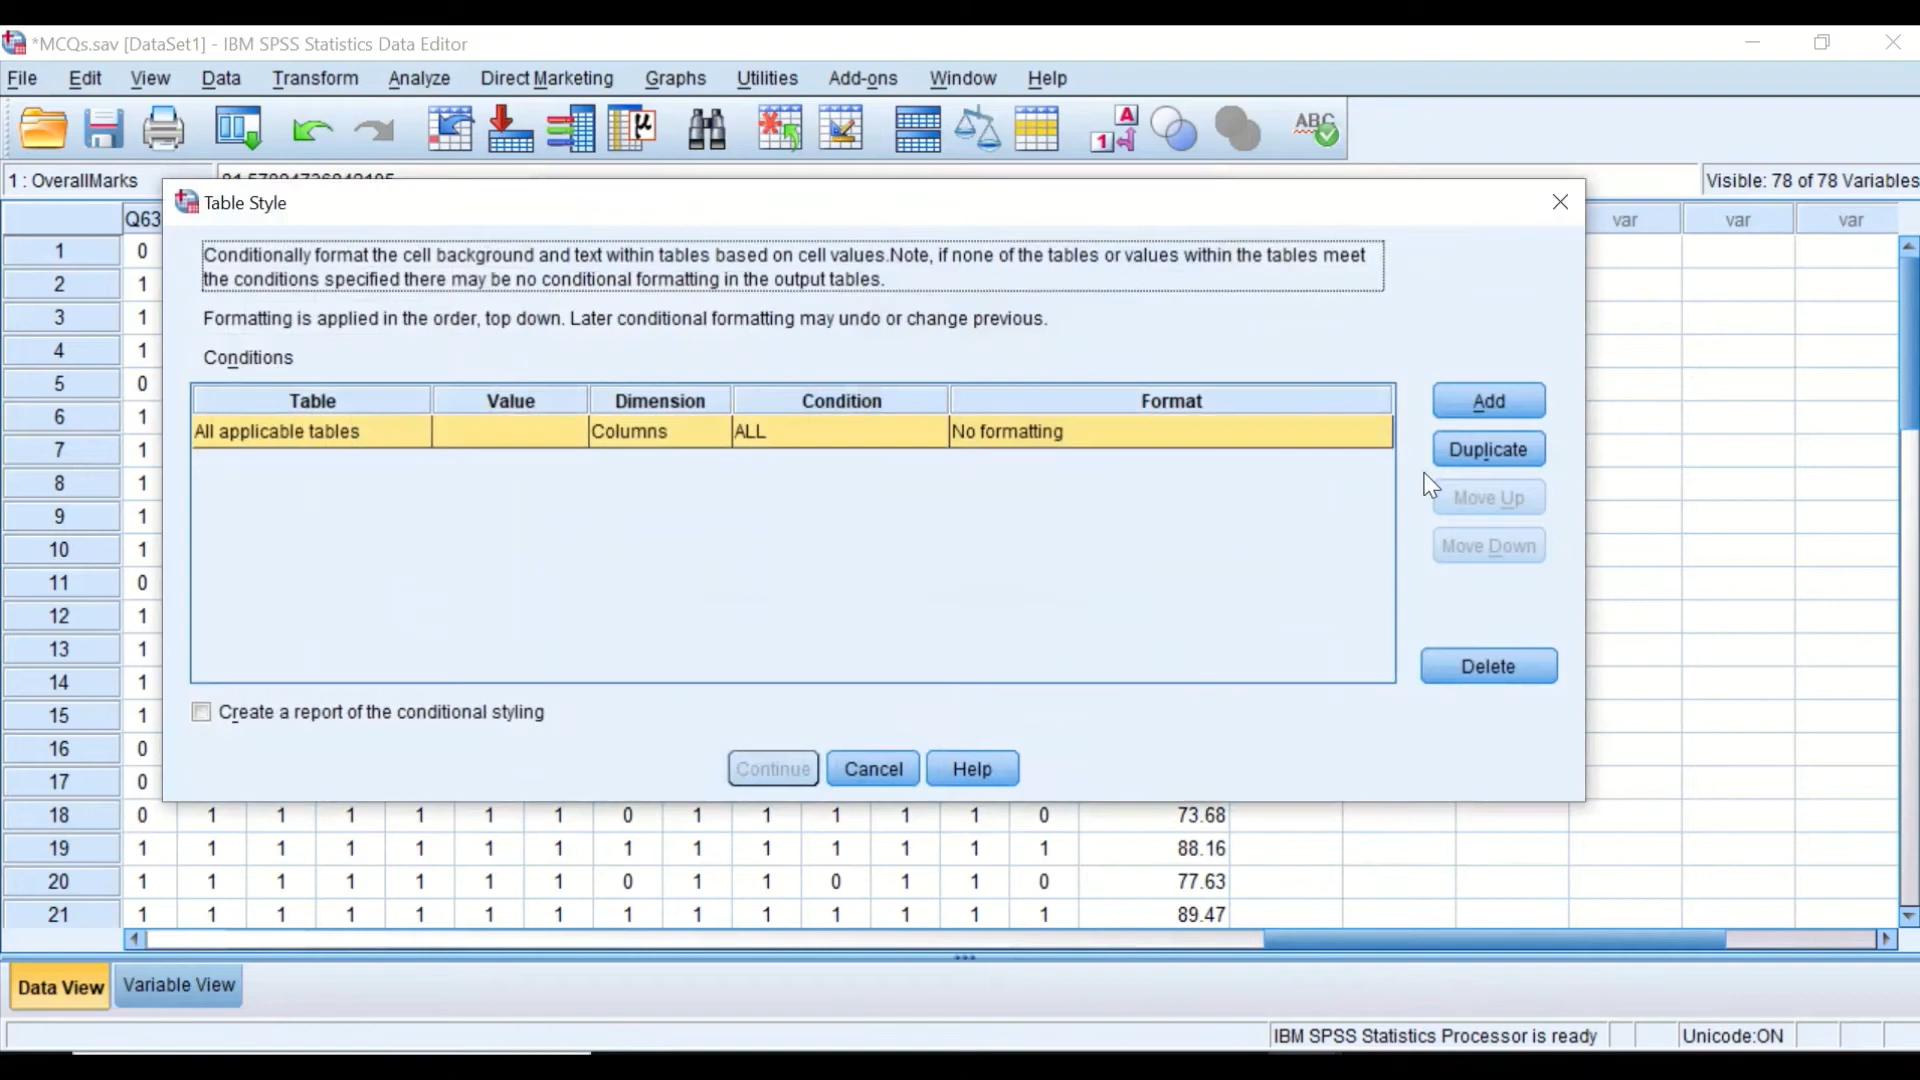 *MCQs.sav [DataSet1] - IBM SPSS Statistics Data Editor
File Edit View Data Transform Analyze Direct Marketing Graphs Utilities Add-ons Window Help
1 : OverallMarks Visible: 78 of 78 Variables
Table Style
Q63 var var var
Conditionally format the cell background and text within tables based on cell values.Note, if none of the tables or values within the tables meet
the conditions specified there may be no conditional formatting in the output tables.
Formatting is applied in the order, top down. Later conditional formatting may undo or change previous.
Conditions
Table Value Dimension Condition Format
All applicable tables Columns ALL No formatting
Add
Duplicate
Move Up
Move Down
Delete
Create a report of the conditional styling
Continue Cancel Help
1 0
2 1
3 1
4 1
5 0
6 1
7 1
8 1
9 1
10 1
11 0
12 1
13 1
14 1
15 1
16 0
17 0
18 0 1 1 1 1 1 1 0 1 1 1 1 1 0 73.68
19 1 1 1 1 1 1 1 1 1 1 1 1 1 1 88.16
20 1 1 1 1 1 1 1 0 1 1 0 1 1 0 77.63
21 1 1 1 1 1 1 1 1 1 1 1 1 1 1 89.47
Data View Variable View
IBM SPSS Statistics Processor is ready Unicode:ON